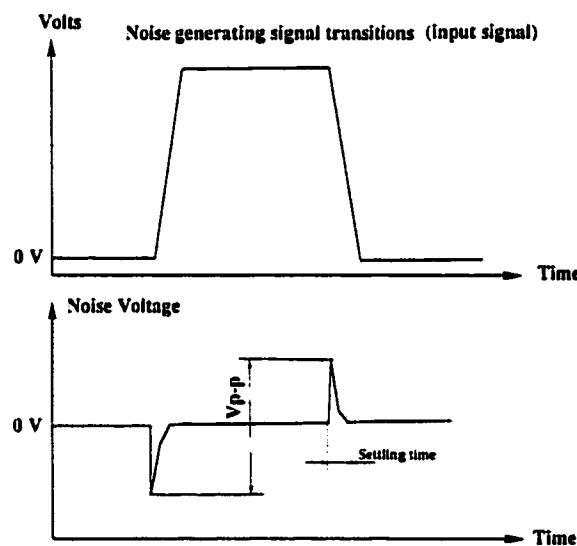 Volts
Noise generating signal transitions (input signal)
0 V
Time
Noise Voltage
Vp-p
0 V
Settling time
Time